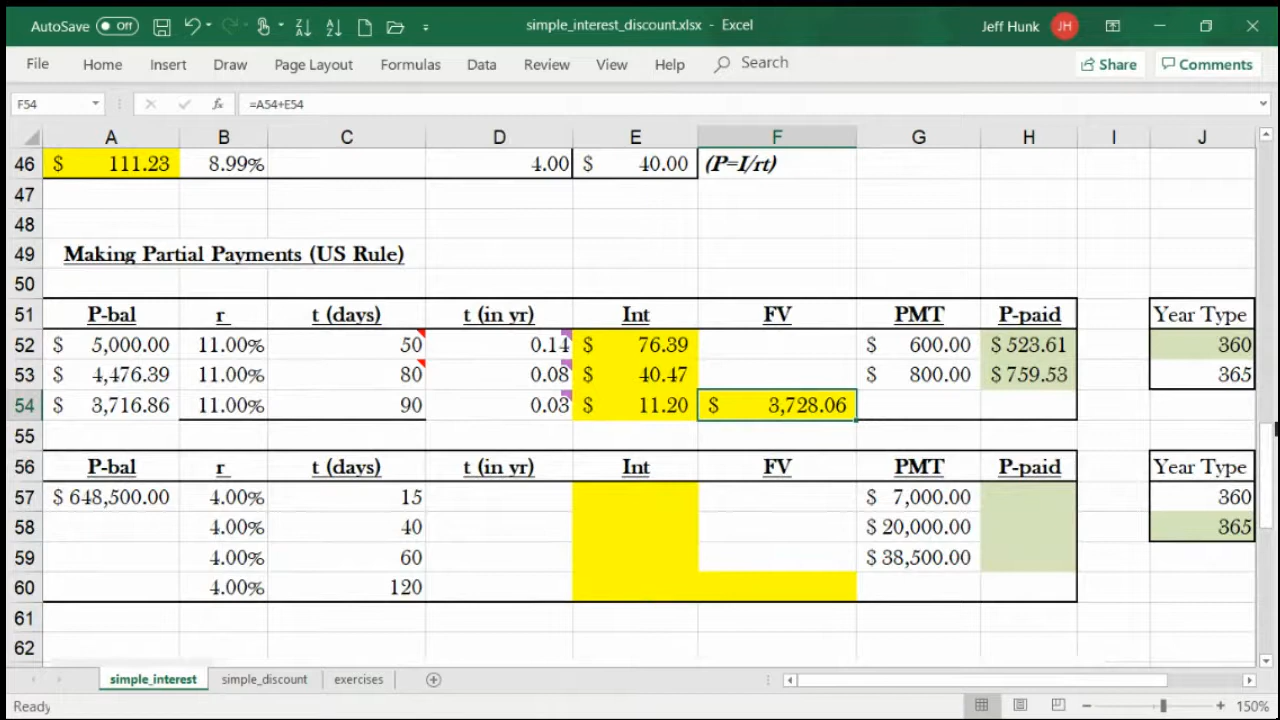 AutoSave Off simple_interest_discount.xlsx - Excel Jeff Hunk JH
File Home Insert Draw Page Layout Formulas Data Review View Help Search Share Comments
F54 fx =A54+E54
A B C D E F G H I J
46 $ 111.23 8.99% 4.00 $ 40.00 (P=I/rt)
47
48
49 Making Partial Payments (US Rule)
50
51 P-bal r t (days) t (in yr) Int FV PMT P-paid Year Type
52 $ 5,000.00 11.00% 50 0.14 $ 76.39 $ 600.00 $ 523.61 360
53 $ 4,476.39 11.00% 80 0.08 $ 40.47 $ 800.00 $ 759.53 365
54 $ 3,716.86 11.00% 90 0.03 $ 11.20 $ 3,728.06
55
56 P-bal r t (days) t (in yr) Int FV PMT P-paid Year Type
57 $ 648,500.00 4.00% 15 $ 7,000.00 360
58 4.00% 40 $ 20,000.00 365
59 4.00% 60 $ 38,500.00
60 4.00% 120
61
62
simple_interest simple_discount exercises
Ready 150%